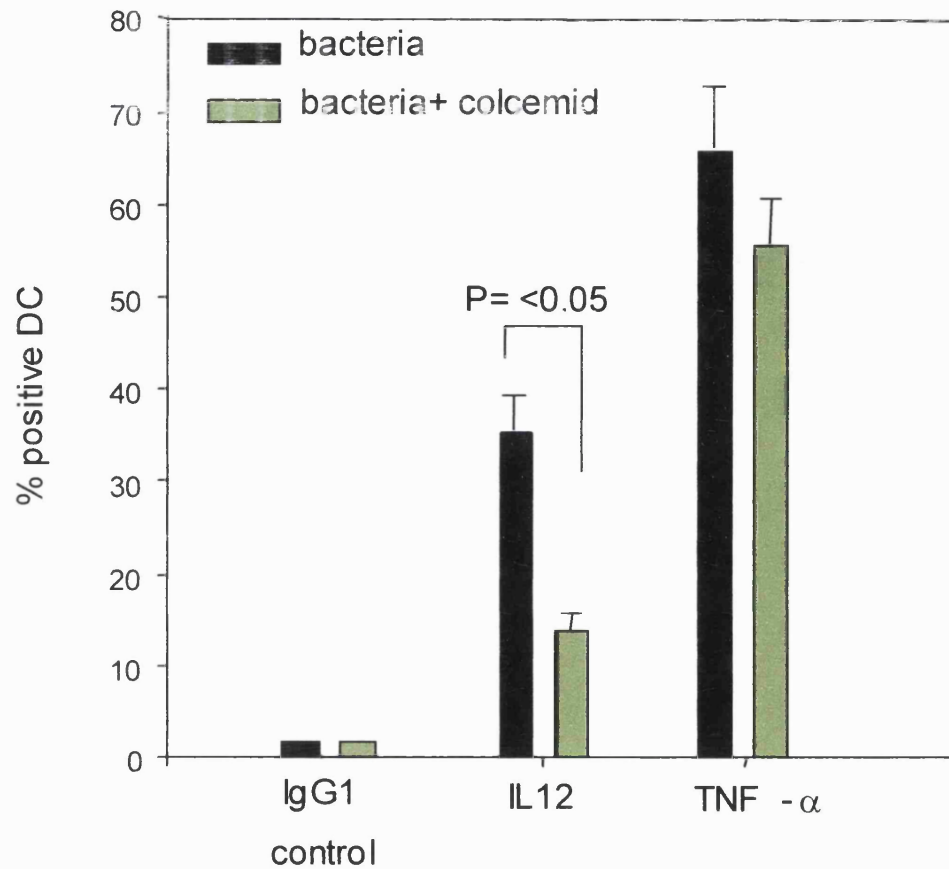 80
70
60
50
40
30
20
10
0
% positive DC
bacteria
bacteria+ colcemid
P= <0.05
IgG1
control
IL12
TNF -α